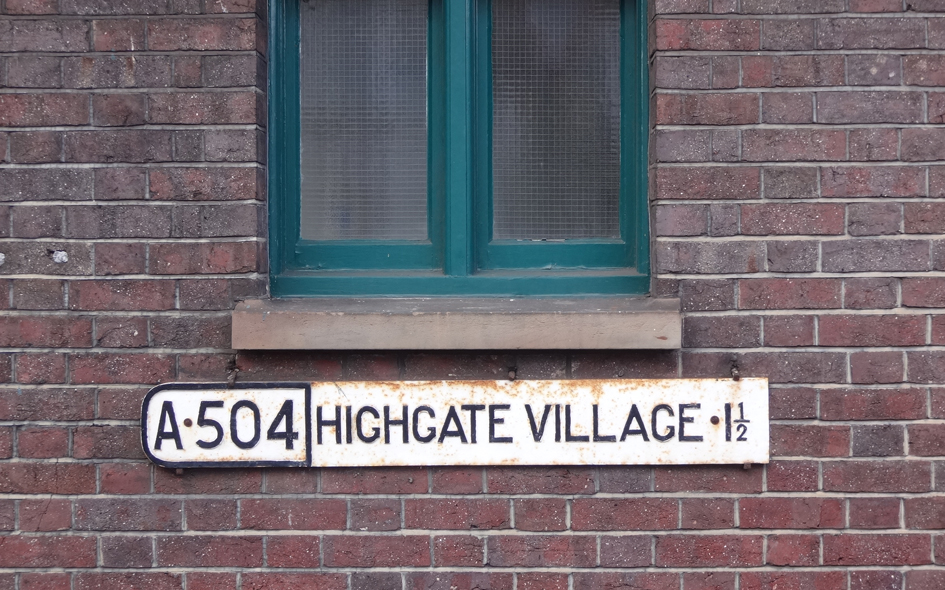 A·504 HIGHGATE VILLAGE · 1½